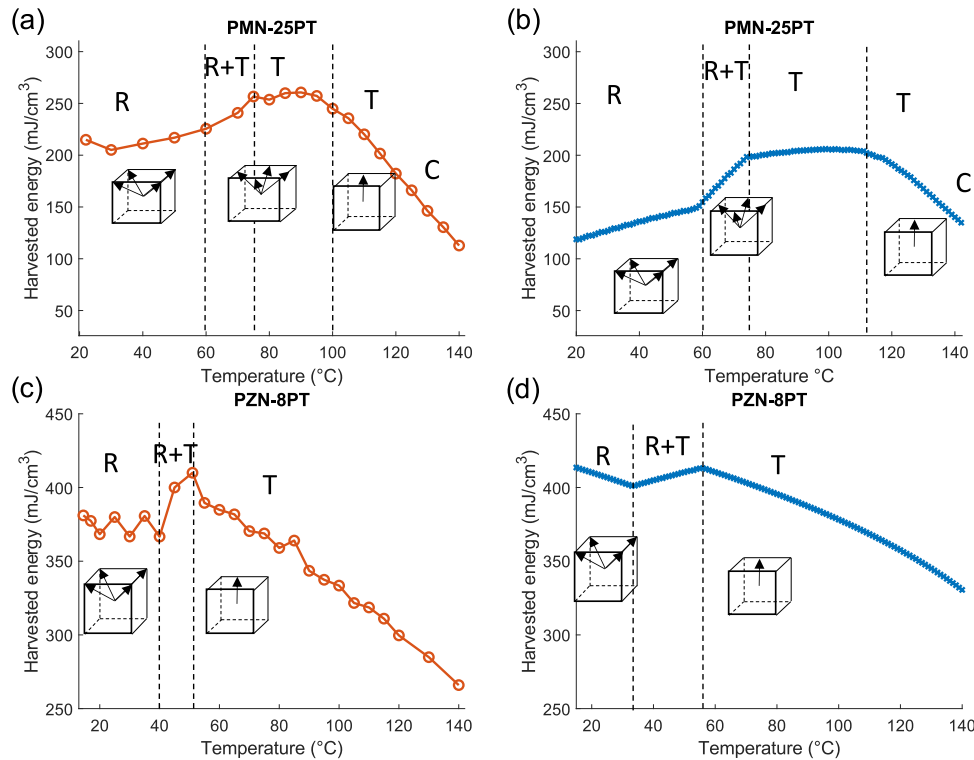 (a)
PMN-25PT
Harvested energy (mJ/cm³)
300
250
200
150
100
50
R
R+T
T
T
C
20 40 60 80 100 120 140
Temperature (°C)
(b)
PMN-25PT
Harvested energy (mJ/cm³)
300
250
200
150
100
50
R
R+T
T
T
C
20 40 60 80 100 120 140
Temperature °C
(c)
PZN-8PT
Harvested energy (mJ/cm³)
450
400
350
300
250
R
R+T
T
20 40 60 80 100 120 140
Temperature (°C)
(d)
PZN-8PT
Harvested energy (mJ/cm³)
450
400
350
300
250
R
R+T
T
20 40 60 80 100 120 140
Temperature (°C)